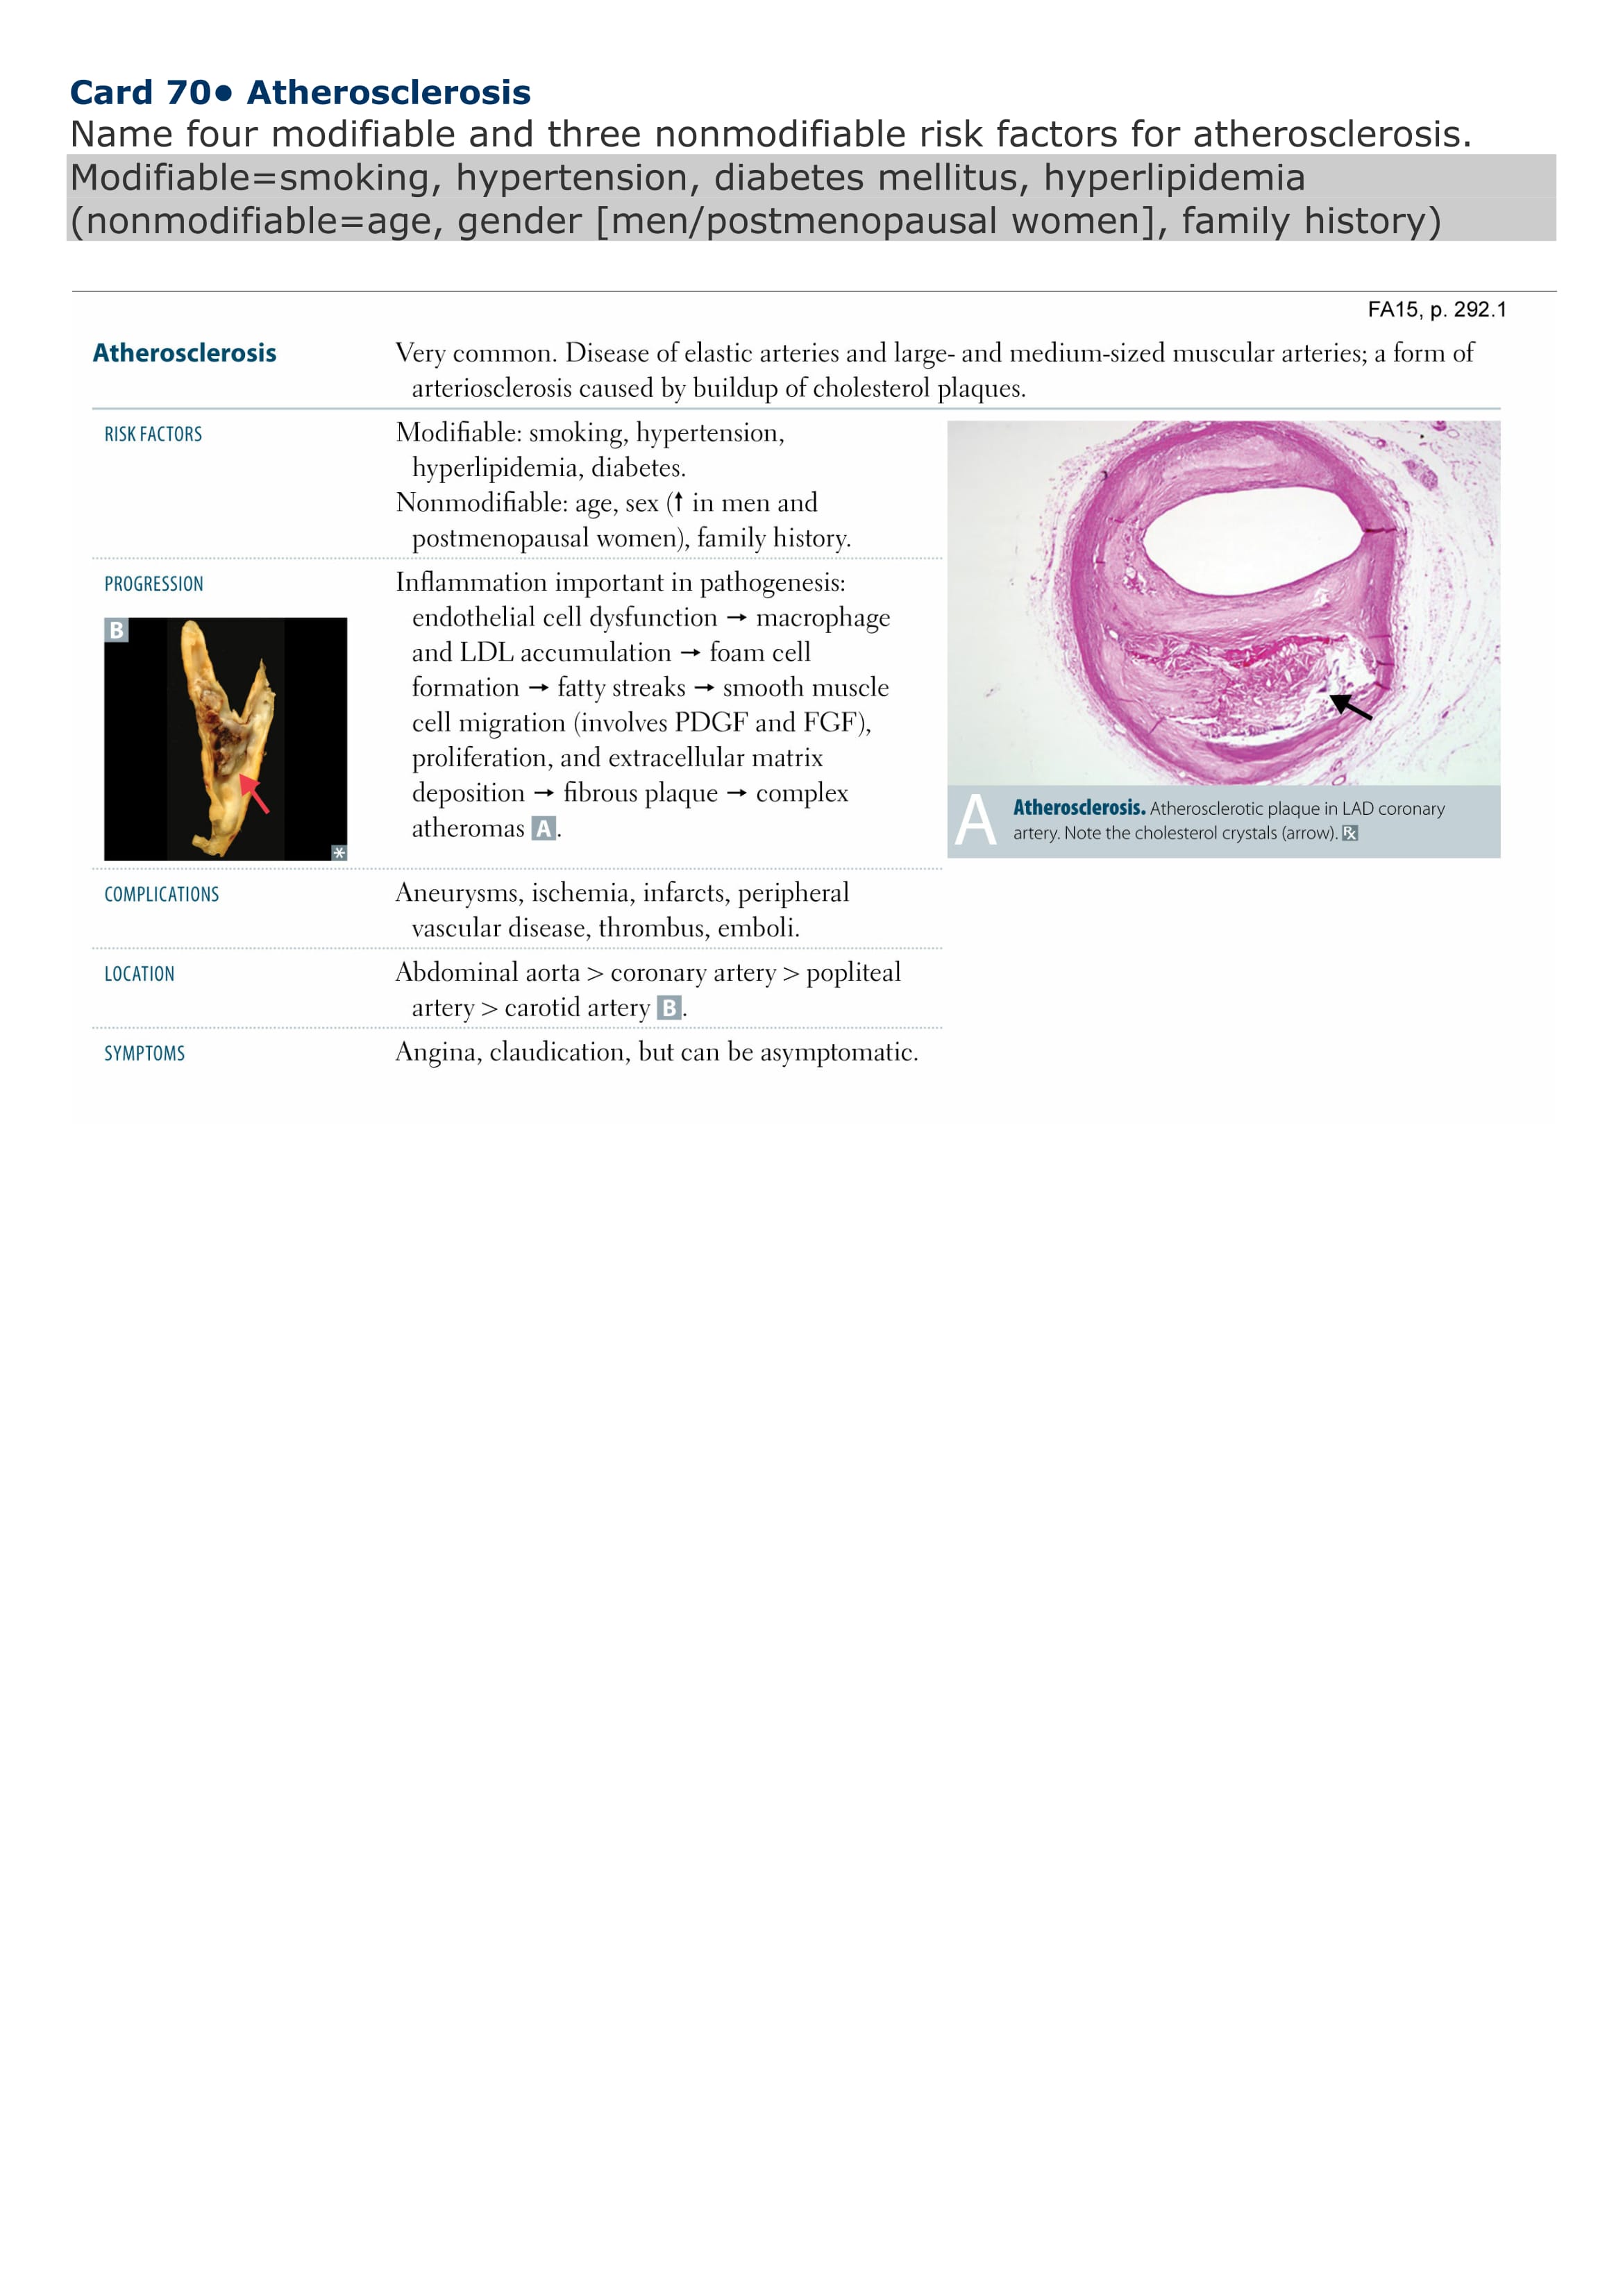 Card 70• Atherosclerosis
Name four modifiable and three nonmodifiable risk factors for atherosclerosis.
Modifiable=smoking, hypertension, diabetes mellitus, hyperlipidemia
(nonmodifiable=age, gender [men/postmenopausal women], family history)
FA15, p. 292.1
Atherosclerosis
Very common. Disease of elastic arteries and large- and medium-sized muscular arteries; a form of
arteriosclerosis caused by buildup of cholesterol plaques.
RISK FACTORS
Modifiable: smoking, hypertension,
hyperlipidemia, diabetes.
Nonmodifiable: age, sex (↑ in men and
postmenopausal women), family history.
PROGRESSION
Inflammation important in pathogenesis:
endothelial cell dysfunction → macrophage
and LDL accumulation → foam cell
formation → fatty streaks → smooth muscle
cell migration (involves PDGF and FGF),
proliferation, and extracellular matrix
deposition → fibrous plaque → complex
atheromas A.
B
*
A
Atherosclerosis. Atherosclerotic plaque in LAD coronary
artery. Note the cholesterol crystals (arrow). Rx
COMPLICATIONS
Aneurysms, ischemia, infarcts, peripheral
vascular disease, thrombus, emboli.
LOCATION
Abdominal aorta > coronary artery > popliteal
artery > carotid artery B.
SYMPTOMS
Angina, claudication, but can be asymptomatic.